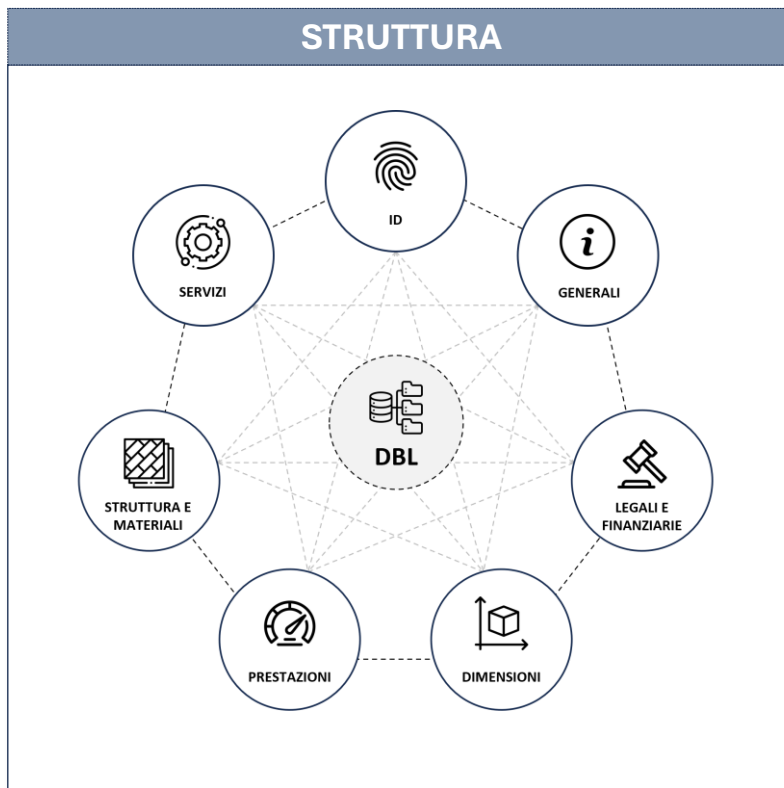 STRUTTURA
ID
GENERALI
LEGALI E
FINANZIARIE
DIMENSIONI
PRESTAZIONI
STRUTTURA E
MATERIALI
SERVIZI
DBL